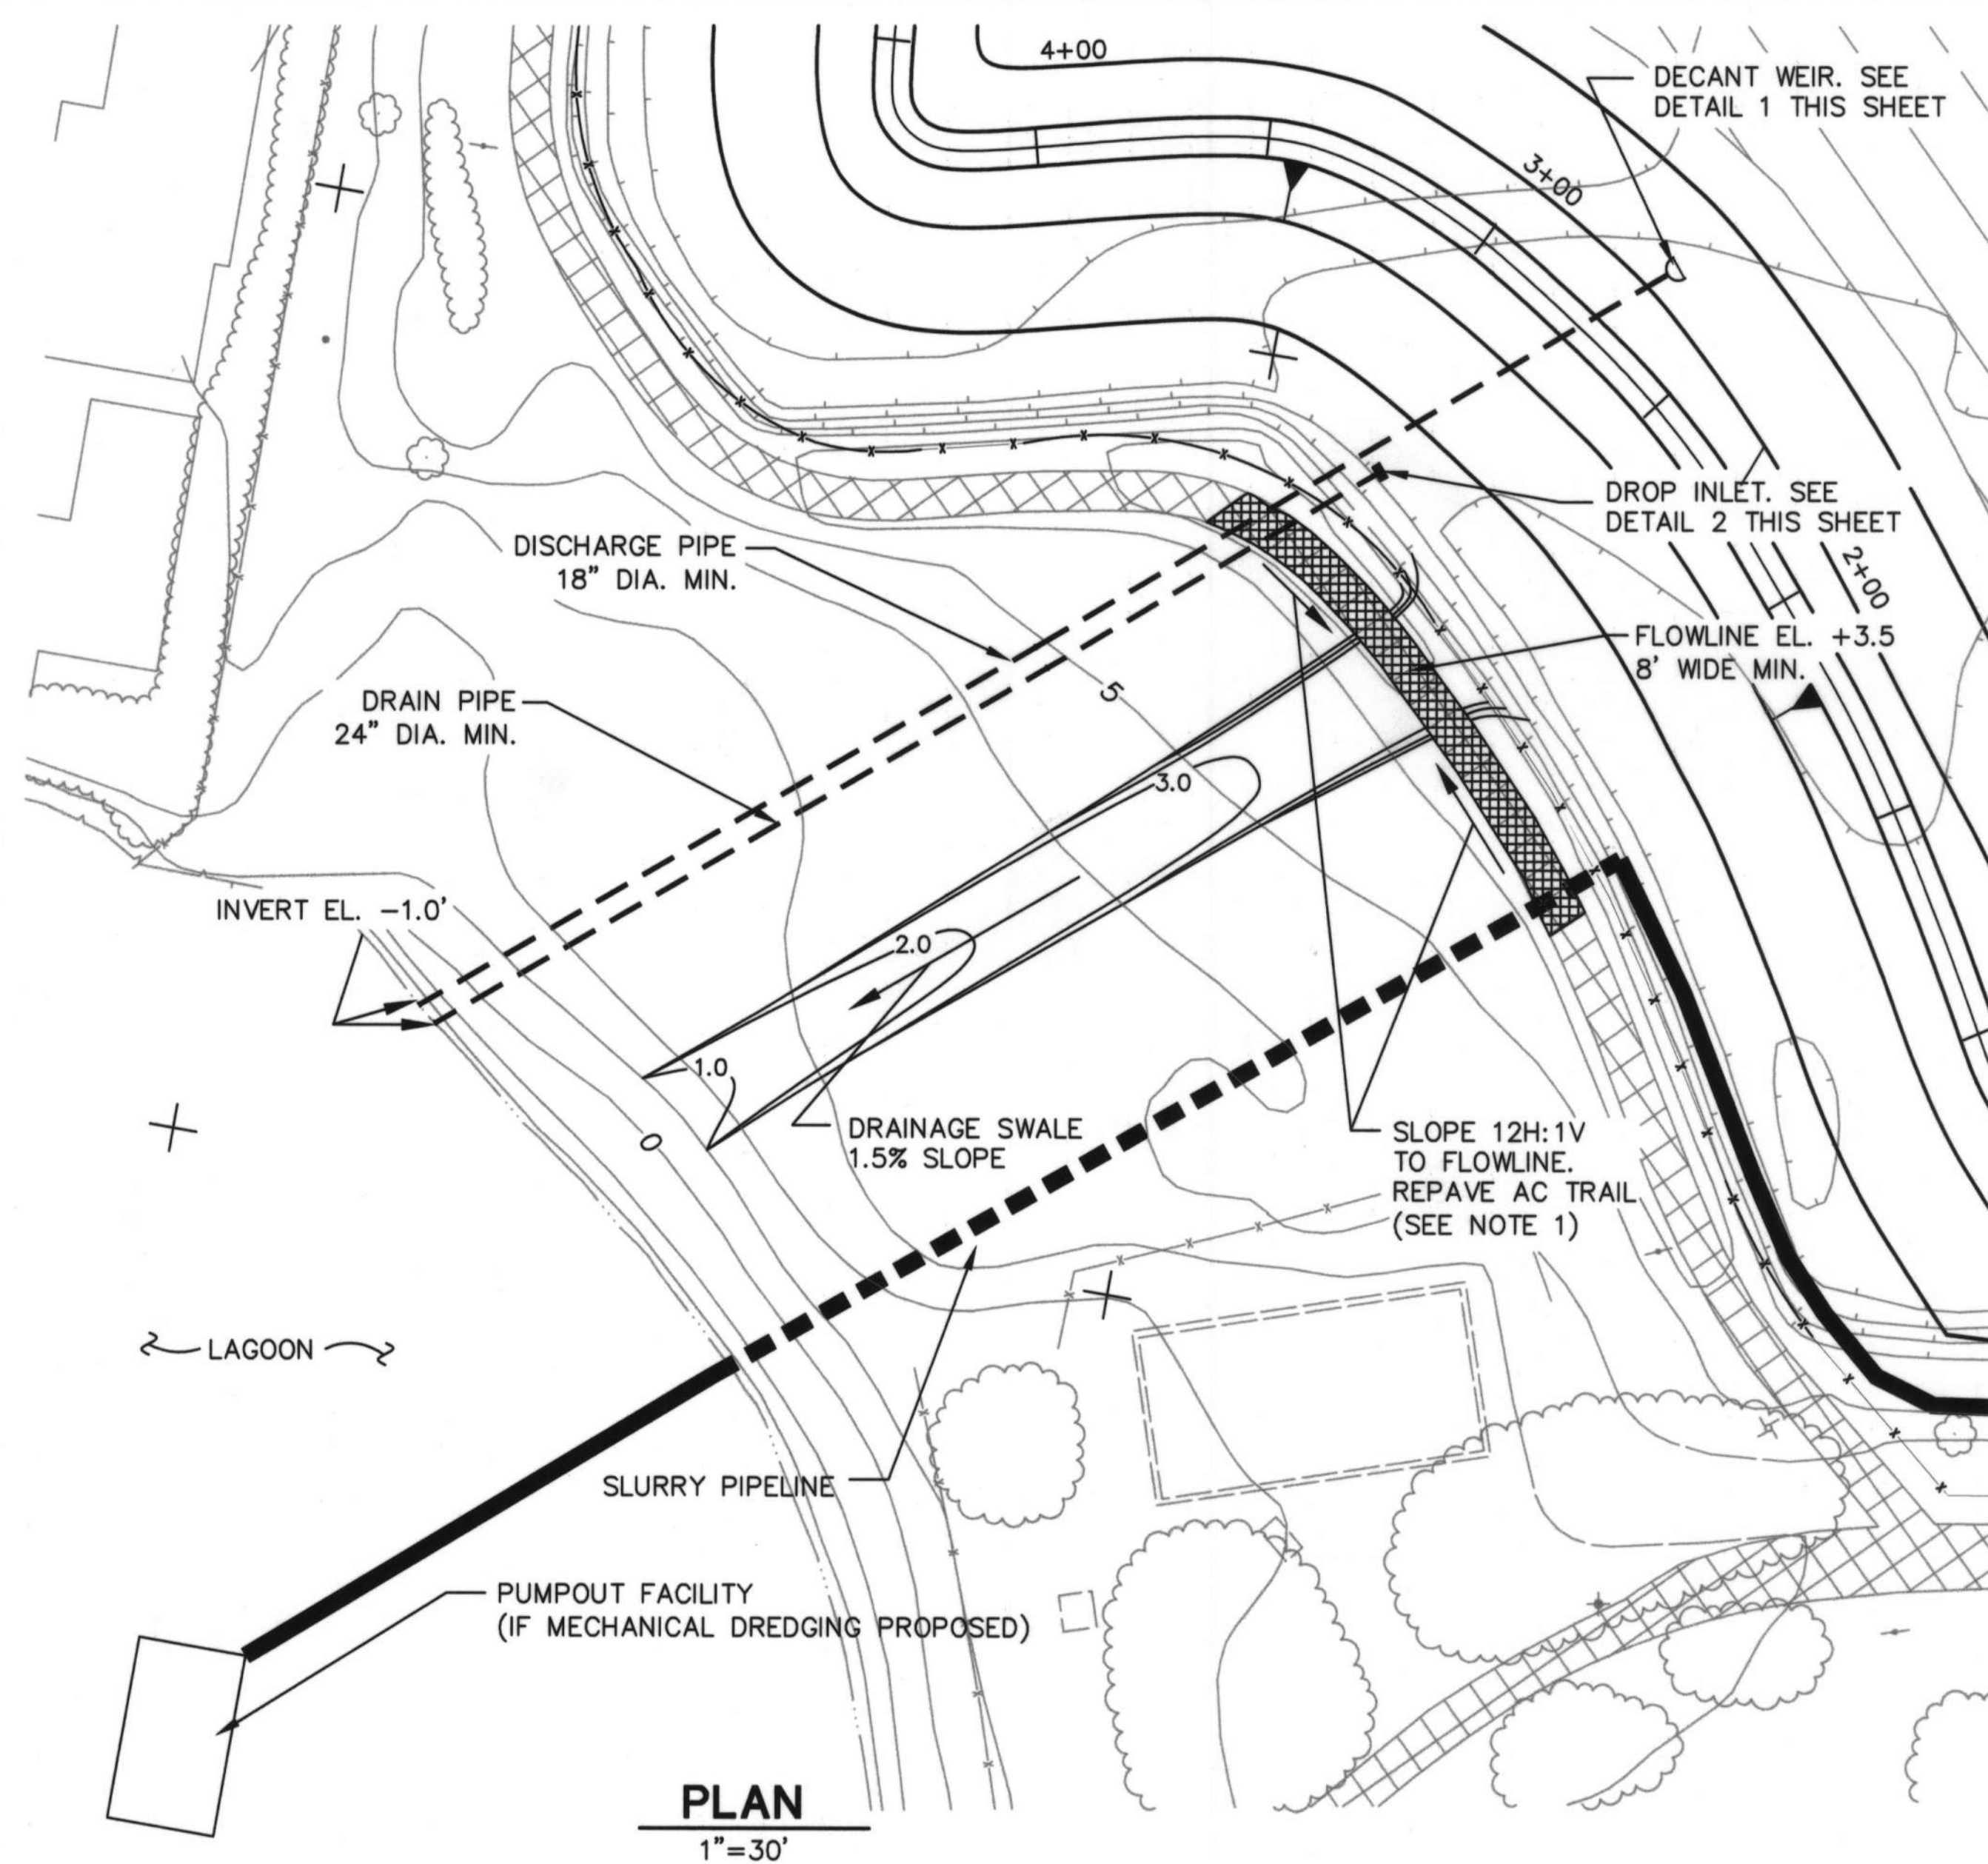 4+00
DECANT WEIR. SEE
DETAIL 1 THIS SHEET
3+00
DROP INLET. SEE
DETAIL 2 THIS SHEET
2+00
DISCHARGE PIPE
18" DIA. MIN.
FLOWLINE EL. +3.5
8' WIDE MIN.
DRAIN PIPE
24" DIA. MIN.
5
3.0
INVERT EL. -1.0'
2.0
1.0
0
DRAINAGE SWALE
1.5% SLOPE
SLOPE 12H:1V
TO FLOWLINE.
REPAVE AC TRAIL
(SEE NOTE 1)
LAGOON
SLURRY PIPELINE
PUMPOUT FACILITY
(IF MECHANICAL DREDGING PROPOSED)
PLAN
1"=30'